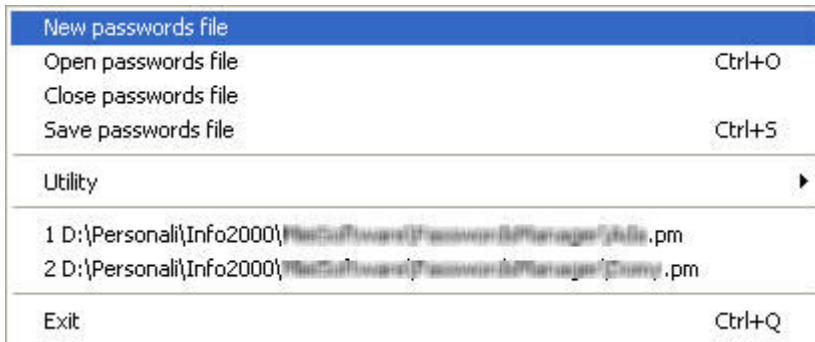 New passwords file
Open passwords file Ctrl+O
Close passwords file
Save passwords file Ctrl+S
Utility
1 D:\Personali\Info2000\ .pm
2 D:\Personali\Info2000\ .pm
Exit Ctrl+Q